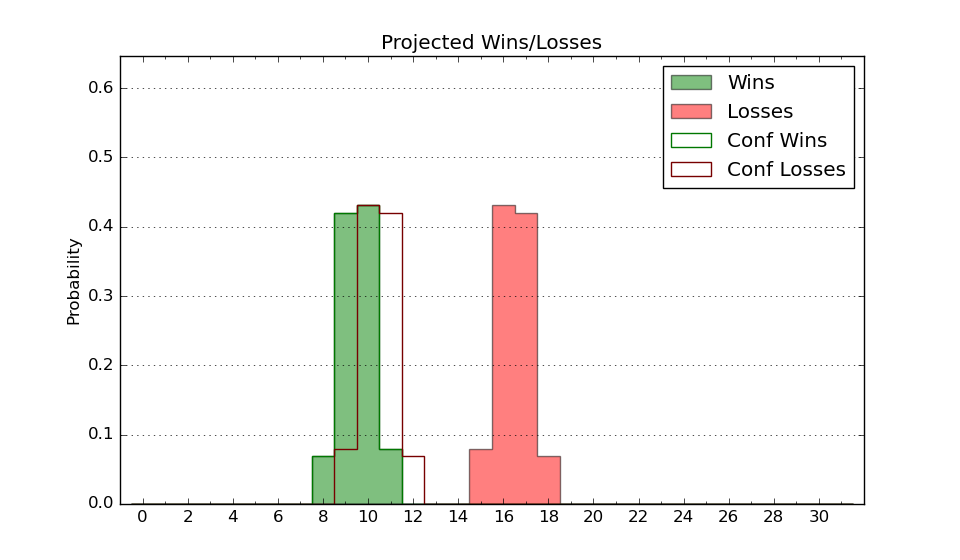 Projected Wins/Losses
Wins
Losses
Conf Wins
Conf Losses
Probability
0.6
0.5
0.4
0.3
0.2
0.1
0.0
0 2 4 6 8 10 12 14 16 18 20 22 24 26 28 30